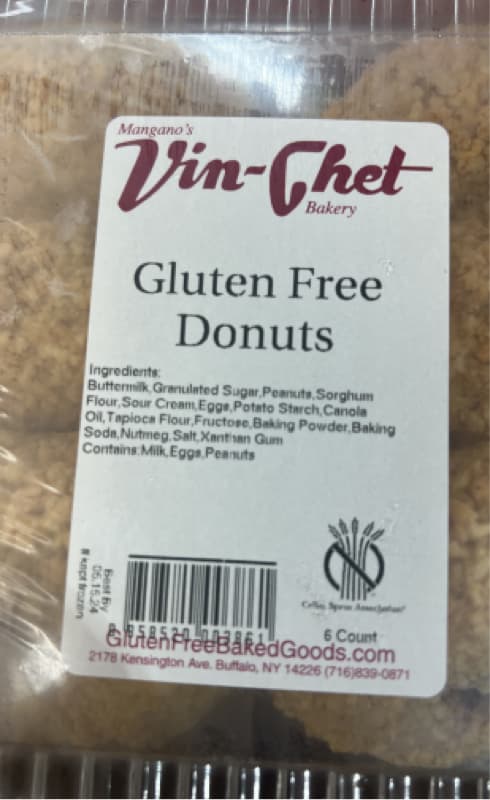 Mangano's
Vin-Chet
Bakery
Gluten Free
Donuts
Ingredients:
Buttermilk,Granulated Sugar,Peanuts,Sorghum
Flour,Sour Cream,Eggs,Potato Starch,Canola
Oil,Tapioca Flour,Fructose,Baking Powder,Baking
Soda,Nutmeg,Salt,Xanthan Gum
Contains:Milk,Eggs,Peanuts
Best By
05.15.24
if kept frozen
Celiac Sprue Association®
6 Count
GlutenFreeBakedGoods.com
2178 Kensington Ave. Buffalo, NY 14226 (716)839-0871